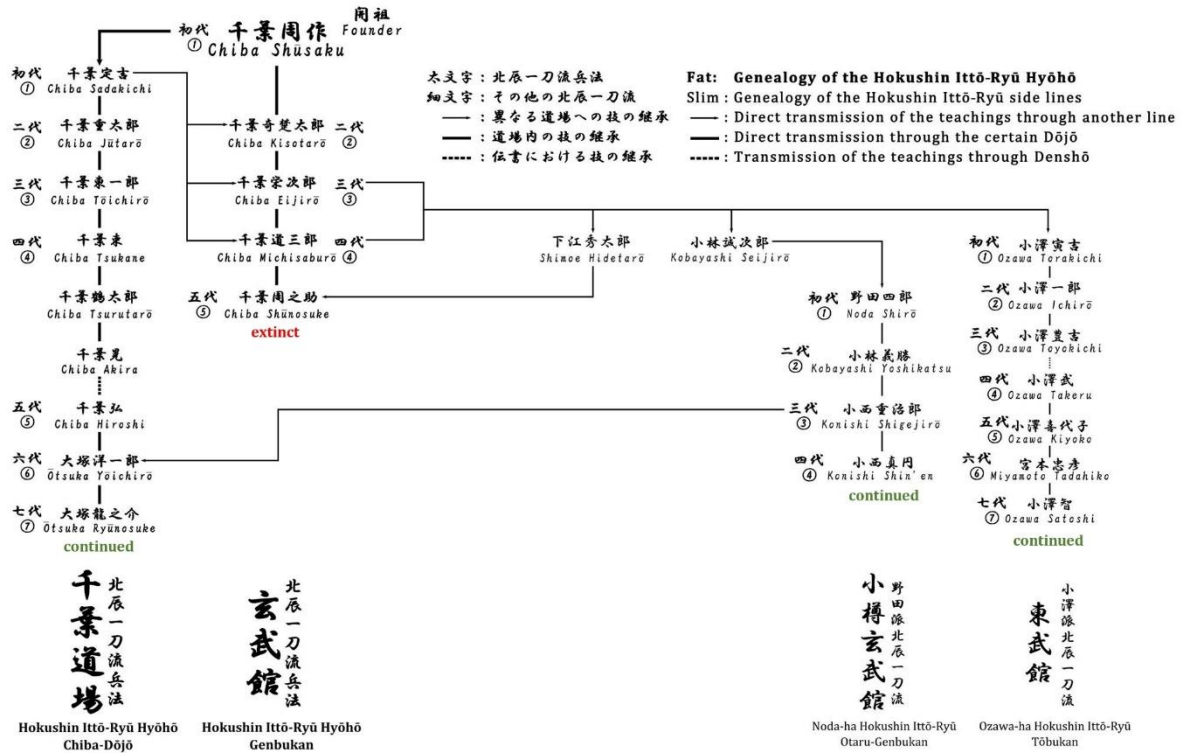 開祖
Founder
初代 千葉周作
① Chiba Shūsaku
初代 千葉定吉
① Chiba Sadakichi
二代 千葉重太郎
② Chiba Jūtarō
三代 千葉東一郎
③ Chiba Tōichirō
四代 千葉束
④ Chiba Tsukane
千葉鶴太郎
Chiba Tsurutarō
千葉晃
Chiba Akira
五代 千葉弘
⑤ Chiba Hiroshi
六代 大塚洋一郎
⑥ Ōtsuka Yōichirō
七代 大塚龍之介
⑦ Ōtsuka Ryūnosuke
continued
千葉奇楚太郎 二代
Chiba Kisotarō ②
千葉栄次郎 三代
Chiba Eijirō ③
千葉道三郎 四代
Chiba Michisaburō ④
五代 千葉周之助
⑤ Chiba Shūnosuke
extinct
太文字 : 北辰一刀流兵法
細文字 : その他の北辰一刀流
: 異なる道場への技の継承
: 道場内の技の継承
: 伝書における技の継承
Fat: Genealogy of the Hokushin Ittō-Ryū Hyōhō
Slim : Genealogy of the Hokushin Ittō-Ryū side lines
: Direct transmission of the teachings through another line
: Direct transmission through the certain Dōjō
: Transmission of the teachings through Denshō
下江秀太郎
Shimoe Hidetarō
小林誠次郎
Kobayashi Seijirō
初代 野田四郎
① Noda Shirō
二代 小林義勝
② Kobayashi Yoshikatsu
三代 小西重治郎
③ Konishi Shigejirō
四代 小西真円
④ Konishi Shin'en
continued
初代 小澤寅吉
① Ozawa Torakichi
二代 小澤一郎
② Ozawa Ichirō
三代 小澤豊吉
③ Ozawa Toyokichi
四代 小澤武
④ Ozawa Takeru
五代 小澤喜代子
⑤ Ozawa Kiyoko
六代 宮本忠彦
⑥ Miyamoto Tadahiko
七代 小澤智
⑦ Ozawa Satoshi
continued
北辰一刀流兵法
千葉道場
Hokushin Ittō-Ryū Hyōhō
Chiba-Dōjō
北辰一刀流兵法
玄武館
Hokushin Ittō-Ryū Hyōhō
Genbukan
野田派北辰一刀流
小樽玄武館
Noda-ha Hokushin Ittō-Ryū
Otaru-Genbukan
小澤派北辰一刀流
東武館
Ozawa-ha Hokushin Ittō-Ryū
Tōbukan